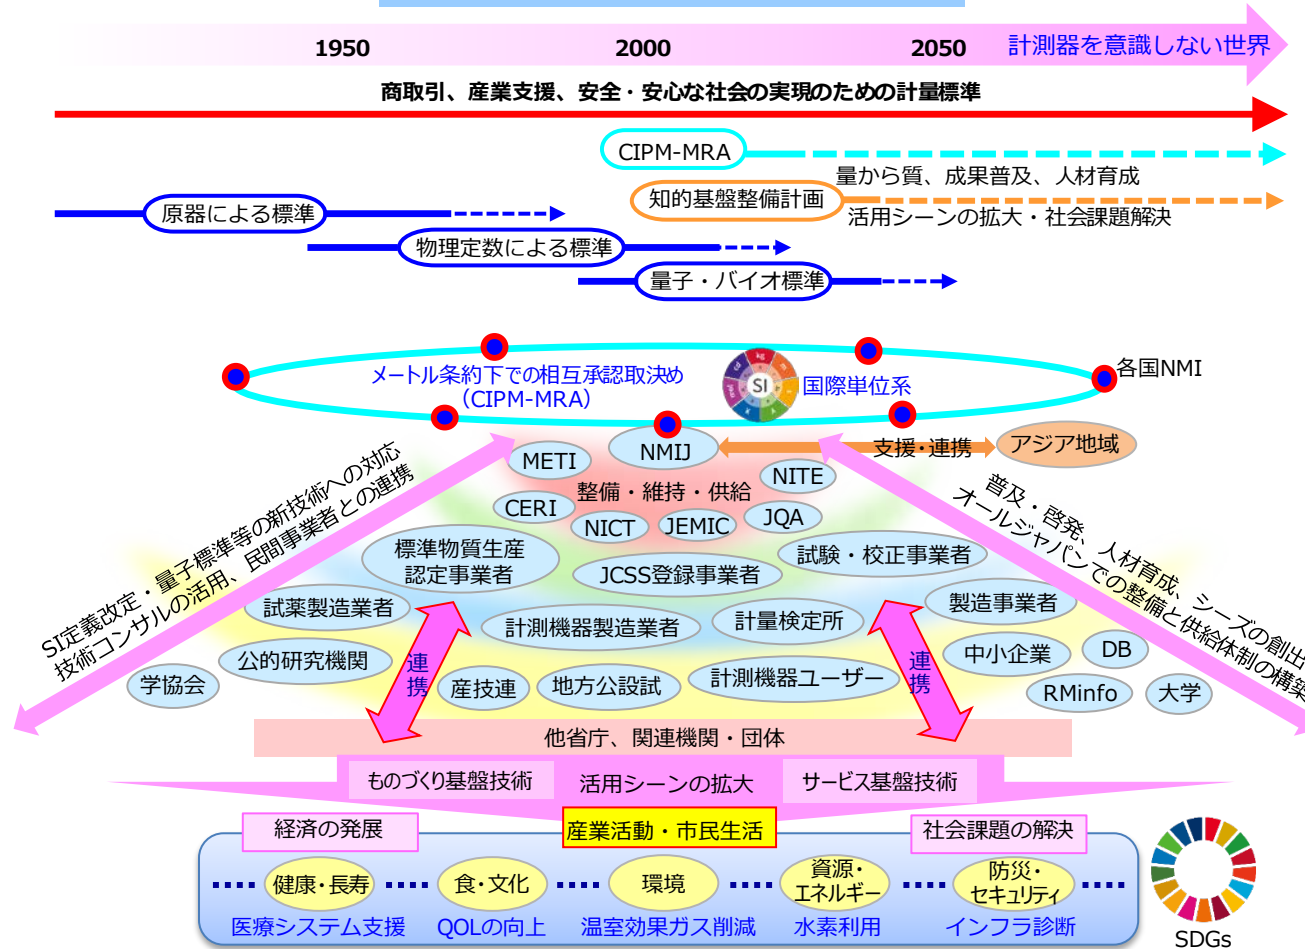 1950
2000
2050
計測器を意識しない世界
商取引、産業支援、安全・安心な社会の実現のための計量標準
CIPM-MRA
量から質、成果普及、人材育成
知的基盤整備計画
活用シーンの拡大・社会課題解決
原器による標準
物理定数による標準
量子・バイオ標準
メートル条約下での相互承認取決め
(CIPM-MRA)
SI
kg
m
cd
mol
国際単位系
各国NMI
NMIJ
支援・連携
アジア地域
METI
NITE
整備・維持・供給
CERI
NICT
JEMIC
JQA
SI定義改定・量子標準等の新技術への対応
技術コンサルの活用、民間事業者との連携
普及・啓発、人材育成、シーズの創出
オールジャパンでの整備と供給体制の構築
標準物質生産
認定事業者
JCSS登録事業者
試験・校正事業者
試薬製造業者
計測機器製造業者
計量検定所
製造事業者
公的研究機関
連携
連携
中小企業
DB
学協会
産技連
地方公設試
計測機器ユーザー
RMinfo
大学
他省庁、関連機関・団体
ものづくり基盤技術
活用シーンの拡大
サービス基盤技術
経済の発展
産業活動・市民生活
社会課題の解決
健康・長寿
食・文化
環境
資源・
エネルギー
防災・
セキュリティ
医療システム支援
QOLの向上
温室効果ガス削減
水素利用
インフラ診断
SDGs